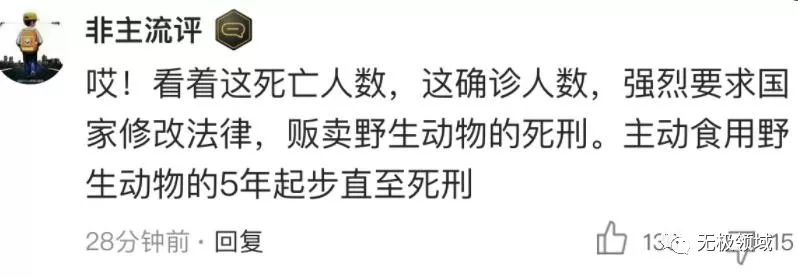 非主流评
哎！看着这死亡人数，这确诊人数，强烈要求国
家修改法律，贩卖野生动物的死刑。主动食用野
生动物的5年起步直至死刑
28分钟前 · 回复
无极领域
15